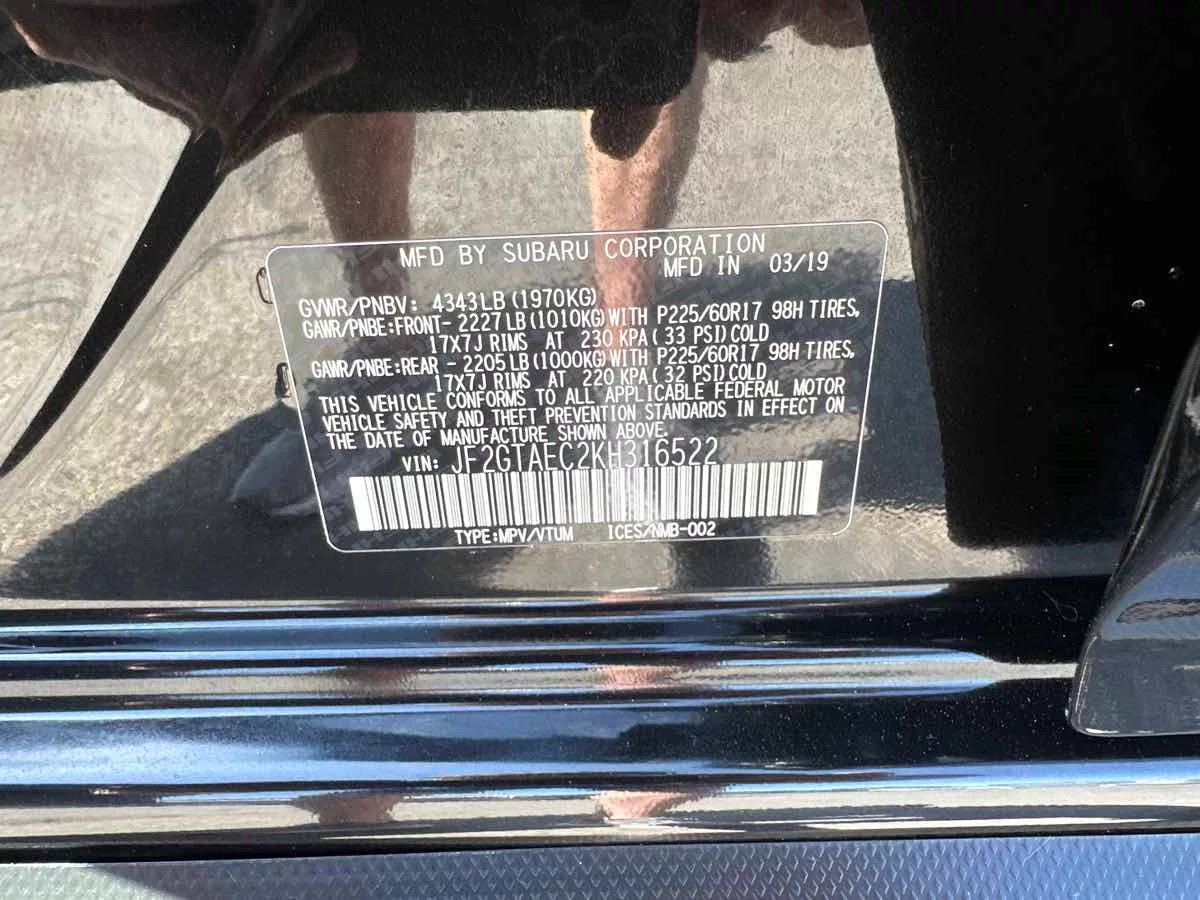 MFD BY SUBARU CORPORATION
MFD IN 03/19
GVWR/PNBV: 4343LB(1970KG)
GAWR/PNBE:FRONT- 2227LB(1010KG)WITH P225/60R17 98H TIRES,
17X7J RIMS AT 230 KPA( 33 PSI)COLD
GAWR/PNBE:REAR - 2205LB(1000KG)WITH P225/60R17 98H TIRES,
17X7J RIMS AT 220 KPA( 32 PSI)COLD
THIS VEHICLE CONFORMS TO ALL APPLICABLE FEDERAL MOTOR
VEHICLE SAFETY AND THEFT PREVENTION STANDARDS IN EFFECT ON
THE DATE OF MANUFACTURE SHOWN ABOVE.
VIN: JF2GTAEC2KH316522
TYPE:MPV/VTUM ICES/NMB-002